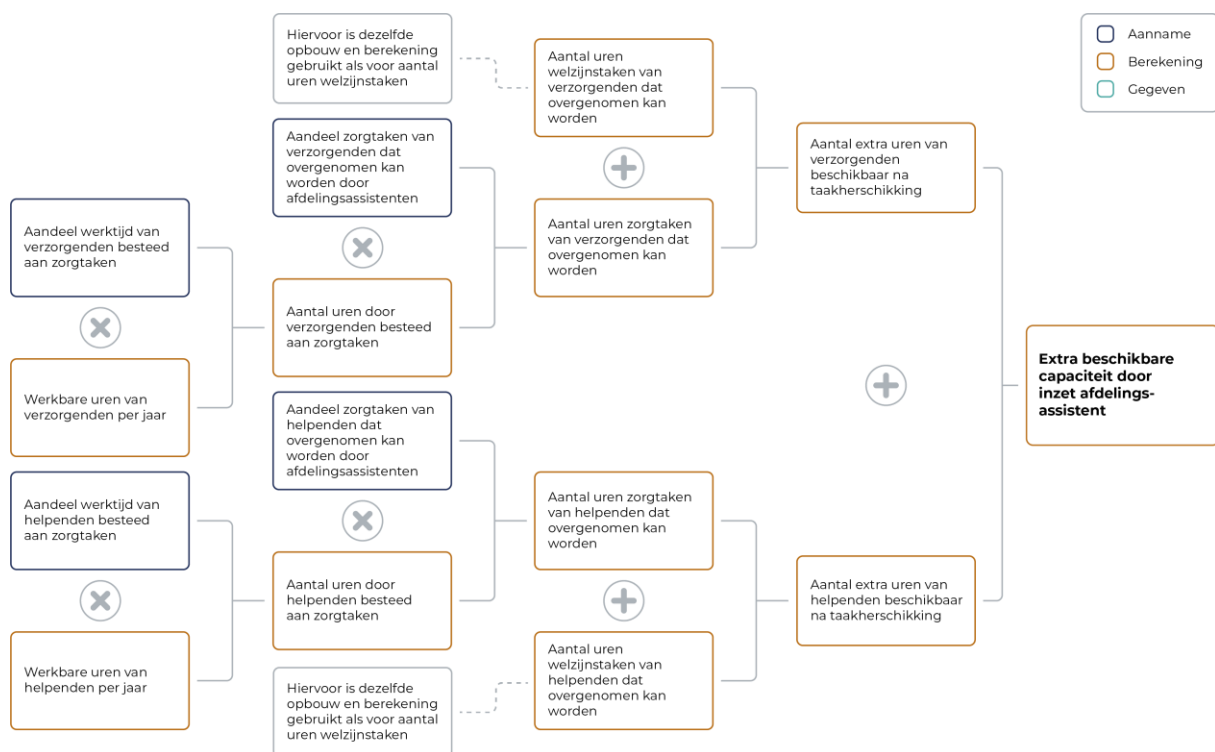 Hiervoor is dezelfde
opbouw en berekening
gebruikt als voor aantal
uren welzijnstaken
Aantal uren
welzijnstaken van
verzorgenden dat
overgenomen kan
worden
Aanname
Berekening
Gegeven
Aandeel zorgtaken van
verzorgenden dat
overgenomen kan
worden door
afdelingsassistenten
Aantal extra uren van
verzorgenden
beschikbaar na
taakherschikking
Aandeel werktijd van
verzorgenden besteed
aan zorgtaken
Aantal uren zorgtaken
van verzorgenden dat
overgenomen kan
worden
Aantal uren door
verzorgenden besteed
aan zorgtaken
Werkbare uren van
verzorgenden per jaar
Extra beschikbare
capaciteit door
inzet afdelings-
assistent
Aandeel zorgtaken van
helpenden dat
overgenomen kan
worden door
afdelingsassistenten
Aandeel werktijd van
helpenden besteed
aan zorgtaken
Aantal uren zorgtaken
van helpenden dat
overgenomen kan
worden
Aantal uren door
helpenden besteed
aan zorgtaken
Aantal extra uren van
helpenden beschikbaar
na taakherschikking
Werkbare uren van
helpenden per jaar
Aantal uren
welzijnstaken van
helpenden dat
overgenomen kan
worden
Hiervoor is dezelfde
opbouw en berekening
gebruikt als voor aantal
uren welzijnstaken